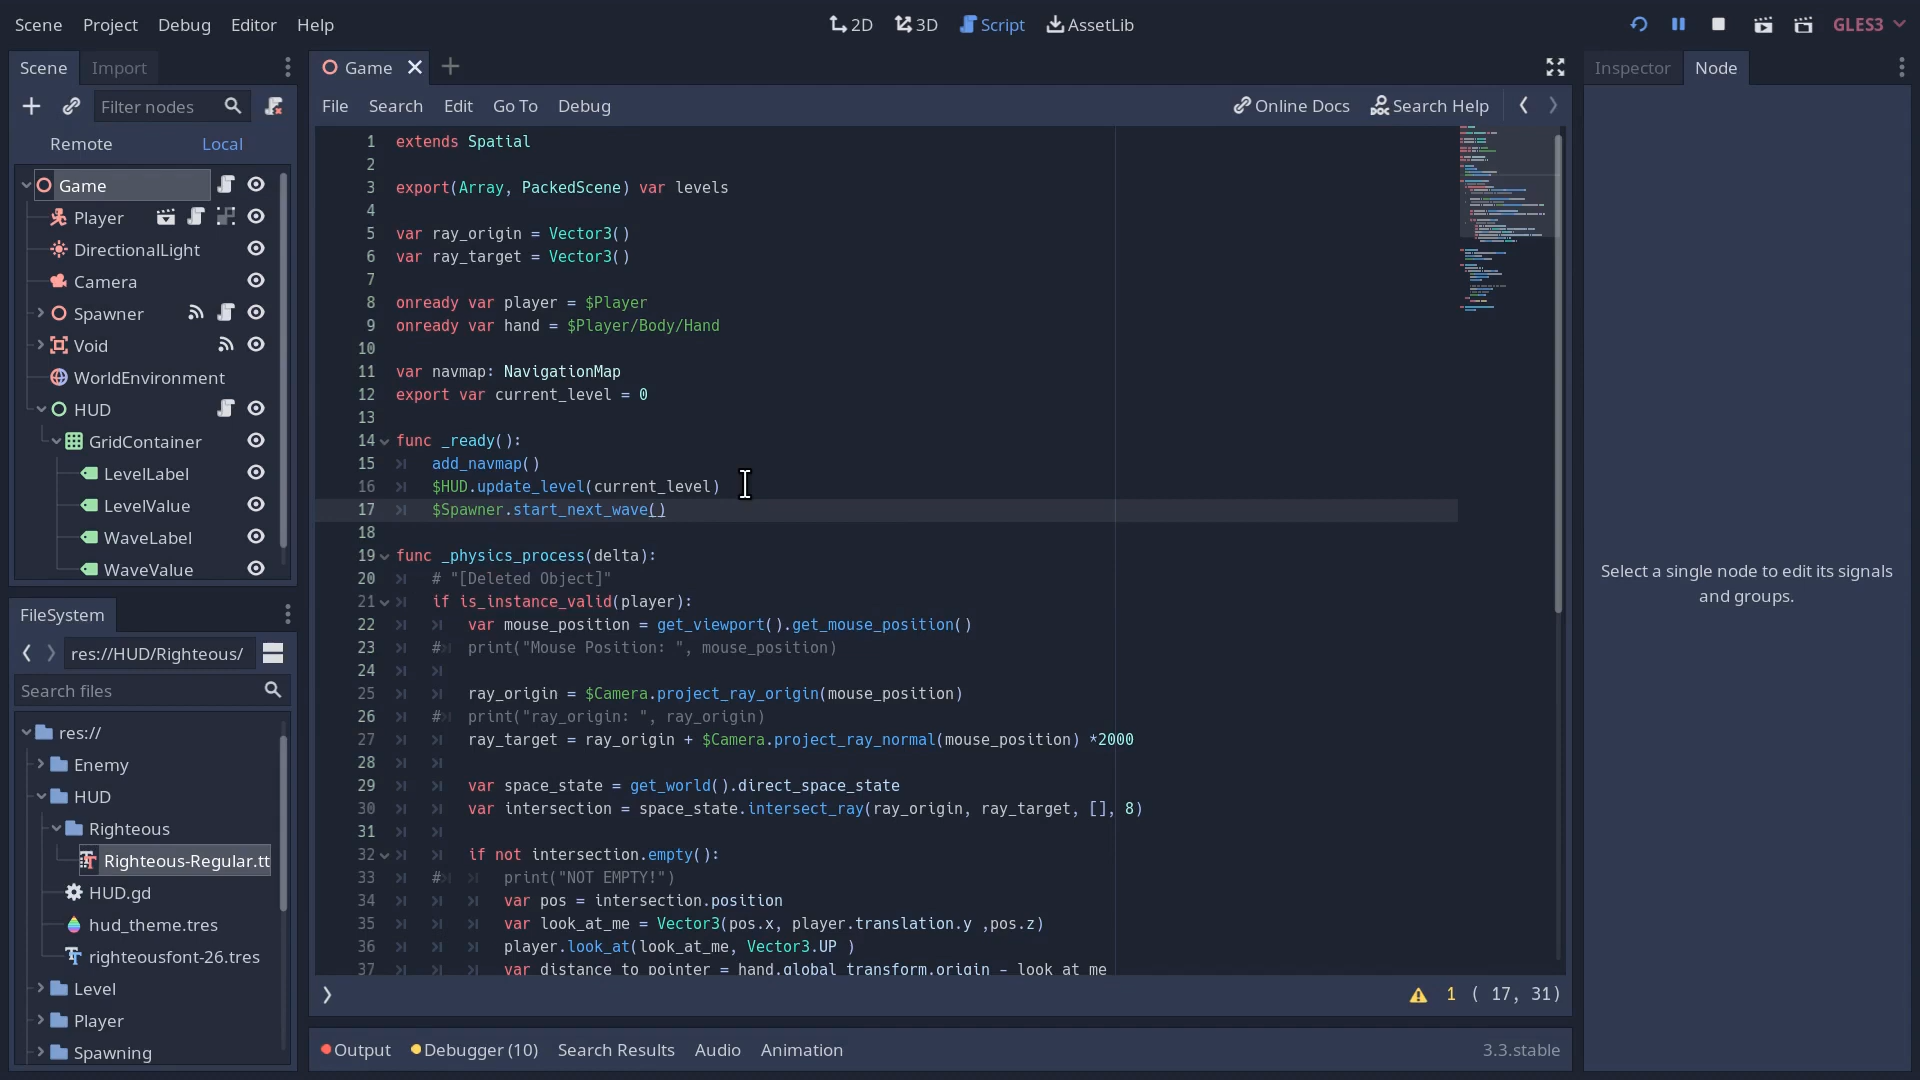 Scene Project Debug Editor Help
2D 3D Script AssetLib
GLES3
Scene Import
Filter nodes
Remote Local
Game
Player
DirectionalLight
Camera
Spawner
Void
WorldEnvironment
HUD
GridContainer
LevelLabel
LevelValue
WaveLabel
WaveValue
FileSystem
res://HUD/Righteous/
Search files
res://
Enemy
HUD
Righteous
Righteous-Regular.tt
HUD.gd
hud_theme.tres
righteousfont-26.tres
Level
Player
Spawning
Game
File Search Edit Go To Debug
Online Docs Search Help
1 extends Spatial
2
3 export(Array, PackedScene) var levels
4
5 var ray_origin = Vector3()
6 var ray_target = Vector3()
7
8 onready var player = $Player
9 onready var hand = $Player/Body/Hand
10
11 var navmap: NavigationMap
12 export var current_level = 0
13
14 func _ready():
15 add_navmap()
16 $HUD.update_level(current_level)
17 $Spawner.start_next_wave()
18
19 func _physics_process(delta):
20 # "[Deleted Object]"
21 if is_instance_valid(player):
22 var mouse_position = get_viewport().get_mouse_position()
23 # print("Mouse Position: ", mouse_position)
24
25 ray_origin = $Camera.project_ray_origin(mouse_position)
26 # print("ray_origin: ", ray_origin)
27 ray_target = ray_origin + $Camera.project_ray_normal(mouse_position) *2000
28
29 var space_state = get_world().direct_space_state
30 var intersection = space_state.intersect_ray(ray_origin, ray_target, [], 8)
31
32 if not intersection.empty():
33 # print("NOT EMPTY!")
34 var pos = intersection.position
35 var look_at_me = Vector3(pos.x, player.translation.y ,pos.z)
36 player.look_at(look_at_me, Vector3.UP )
37 var distance_to_pointer = hand.global_transform.origin - look_at_me
1 ( 17, 31)
Output Debugger (10) Search Results Audio Animation
3.3.stable
Inspector Node
Select a single node to edit its signals
and groups.